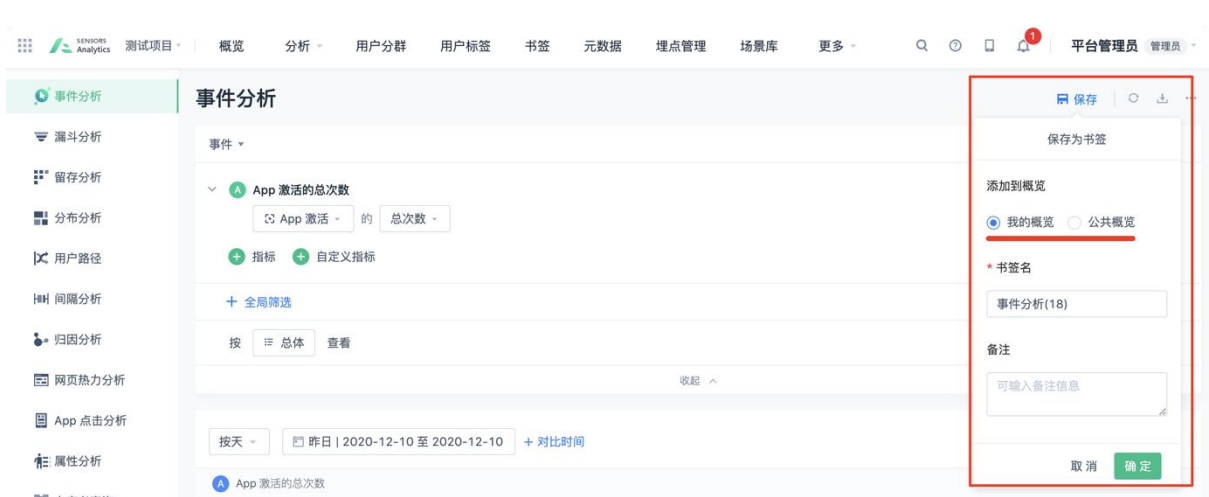 SENSORS
Analytics
测试项目
概览
分析
用户分群
用户标签
书签
元数据
埋点管理
场景库
更多
1
平台管理员
管理员
事件分析
漏斗分析
留存分析
分布分析
用户路径
间隔分析
归因分析
网页热力分析
App 点击分析
属性分析
事件分析
保存
事件
A App 激活的总次数
App 激活 的 总次数
指标 自定义指标
+ 全局筛选
按 总体 查看
收起
按天 昨日 | 2020-12-10 至 2020-12-10 + 对比时间
A App 激活的总次数
保存为书签
添加到概览
我的概览 公共概览
* 书签名
事件分析(18)
备注
可输入备注信息
取消 确定